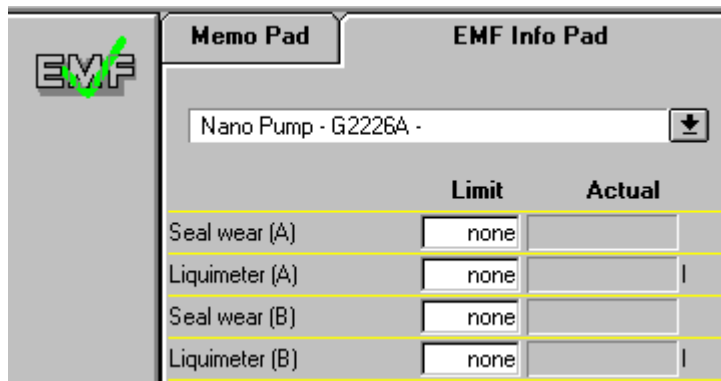 EMF
Memo Pad EMF Info Pad
Nano Pump - G2226A -
Limit Actual
Seal wear (A) none
Liquimeter (A) none l
Seal wear (B) none
Liquimeter (B) none l